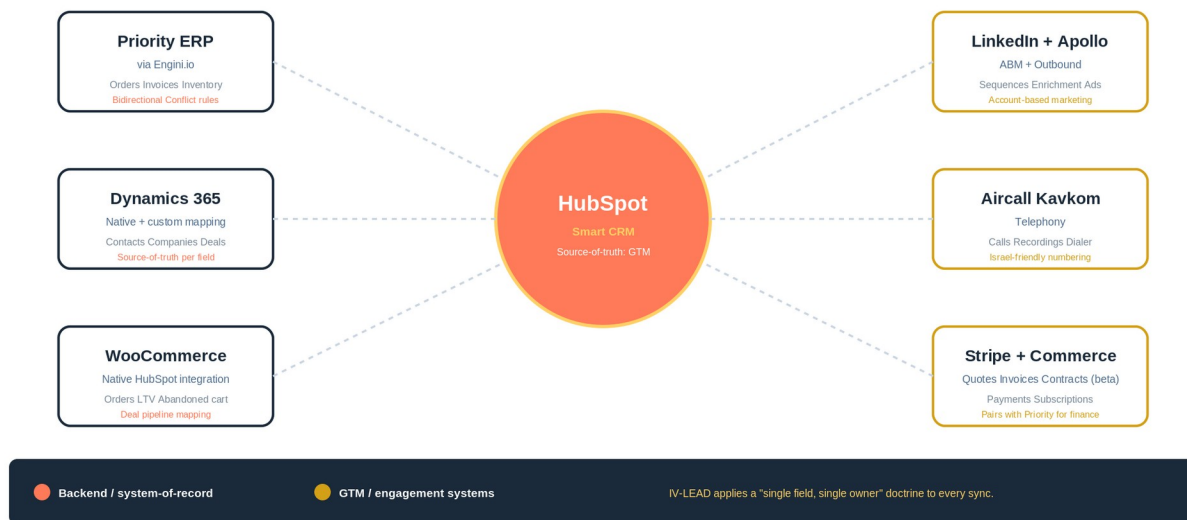 Priority ERP
via Engini.io
Orders Invoices Inventory
Bidirectional Conflict rules
Dynamics 365
Native + custom mapping
Contacts Companies Deals
Source-of-truth per field
WooCommerce
Native HubSpot integration
Orders LTV Abandoned cart
Deal pipeline mapping
HubSpot
Smart CRM
Source-of-truth: GTM
LinkedIn + Apollo
ABM + Outbound
Sequences Enrichment Ads
Account-based marketing
Aircall Kavkom
Telephony
Calls Recordings Dialer
Israel-friendly numbering
Stripe + Commerce
Quotes Invoices Contracts (beta)
Payments Subscriptions
Pairs with Priority for finance
Backend / system-of-record
GTM / engagement systems
IV-LEAD applies a "single field, single owner" doctrine to every sync.